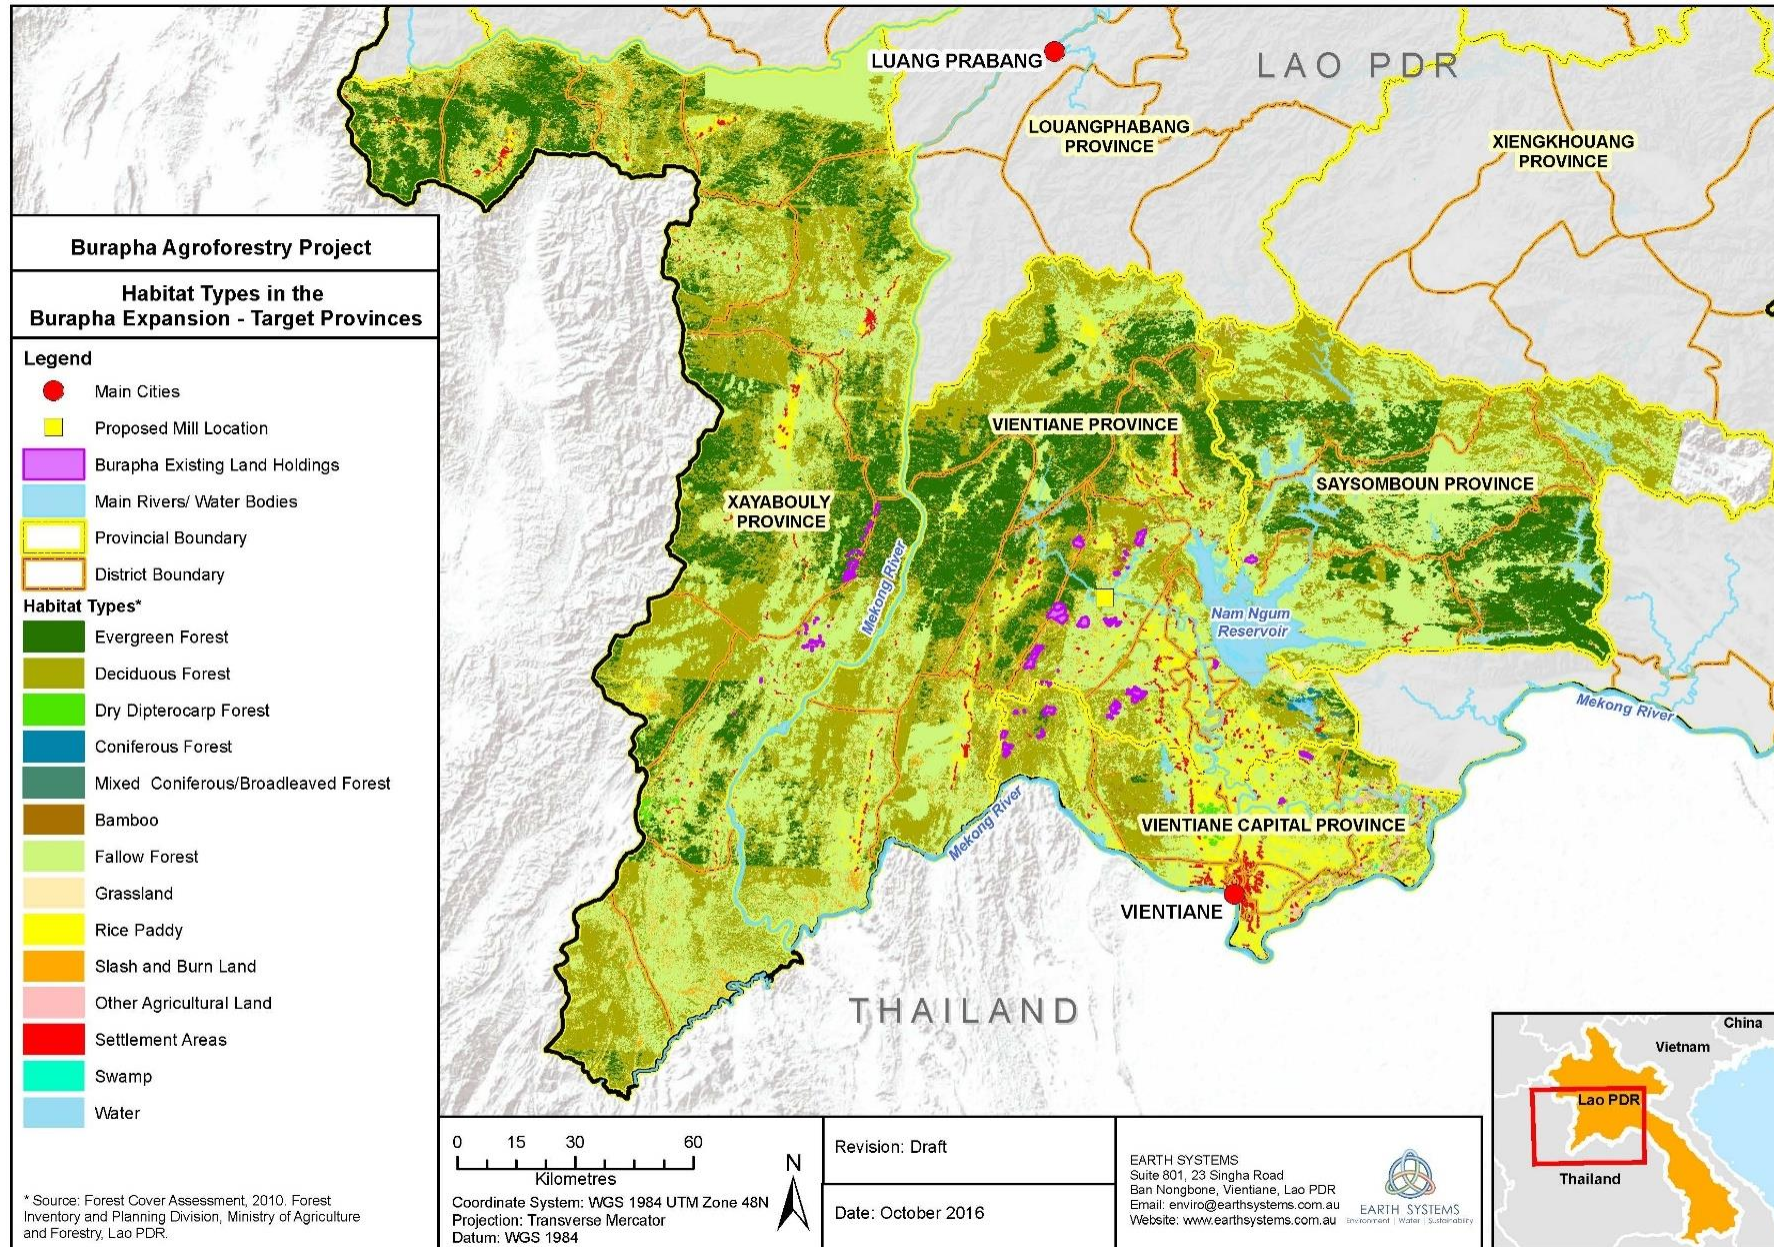 Burapha Agroforestry Project
Habitat Types in the
Burapha Expansion - Target Provinces
Legend
Main Cities
Proposed Mill Location
Burapha Existing Land Holdings
Main Rivers/ Water Bodies
Provincial Boundary
District Boundary
Habitat Types*
Evergreen Forest
Deciduous Forest
Dry Dipterocarp Forest
Coniferous Forest
Mixed Coniferous/Broadleaved Forest
Bamboo
Fallow Forest
Grassland
Rice Paddy
Slash and Burn Land
Other Agricultural Land
Settlement Areas
Swamp
Water
* Source: Forest Cover Assessment, 2010. Forest
Inventory and Planning Division, Ministry of Agriculture
and Forestry, Lao PDR.
LUANG PRABANG
LAO PDR
LOUANGPHABANG
PROVINCE
XIENGKHOUANG
PROVINCE
VIENTIANE PROVINCE
SAYSOMBOUN PROVINCE
XAYABOULY
PROVINCE
Mekong River
Nam Ngum
Reservoir
Mekong River
Mekong River
VIENTIANE CAPITAL PROVINCE
VIENTIANE
THAILAND
0 15 30 60
Kilometres
Coordinate System: WGS 1984 UTM Zone 48N
Projection: Transverse Mercator
Datum: WGS 1984
N
Revision: Draft
Date: October 2016
EARTH SYSTEMS
Suite 801, 23 Singha Road
Ban Nongbone, Vientiane, Lao PDR
Email: enviro@earthsystems.com.au
Website: www.earthsystems.com.au
EARTH SYSTEMS
Environment | Water | Sustainability
China
Vietnam
Lao PDR
Thailand